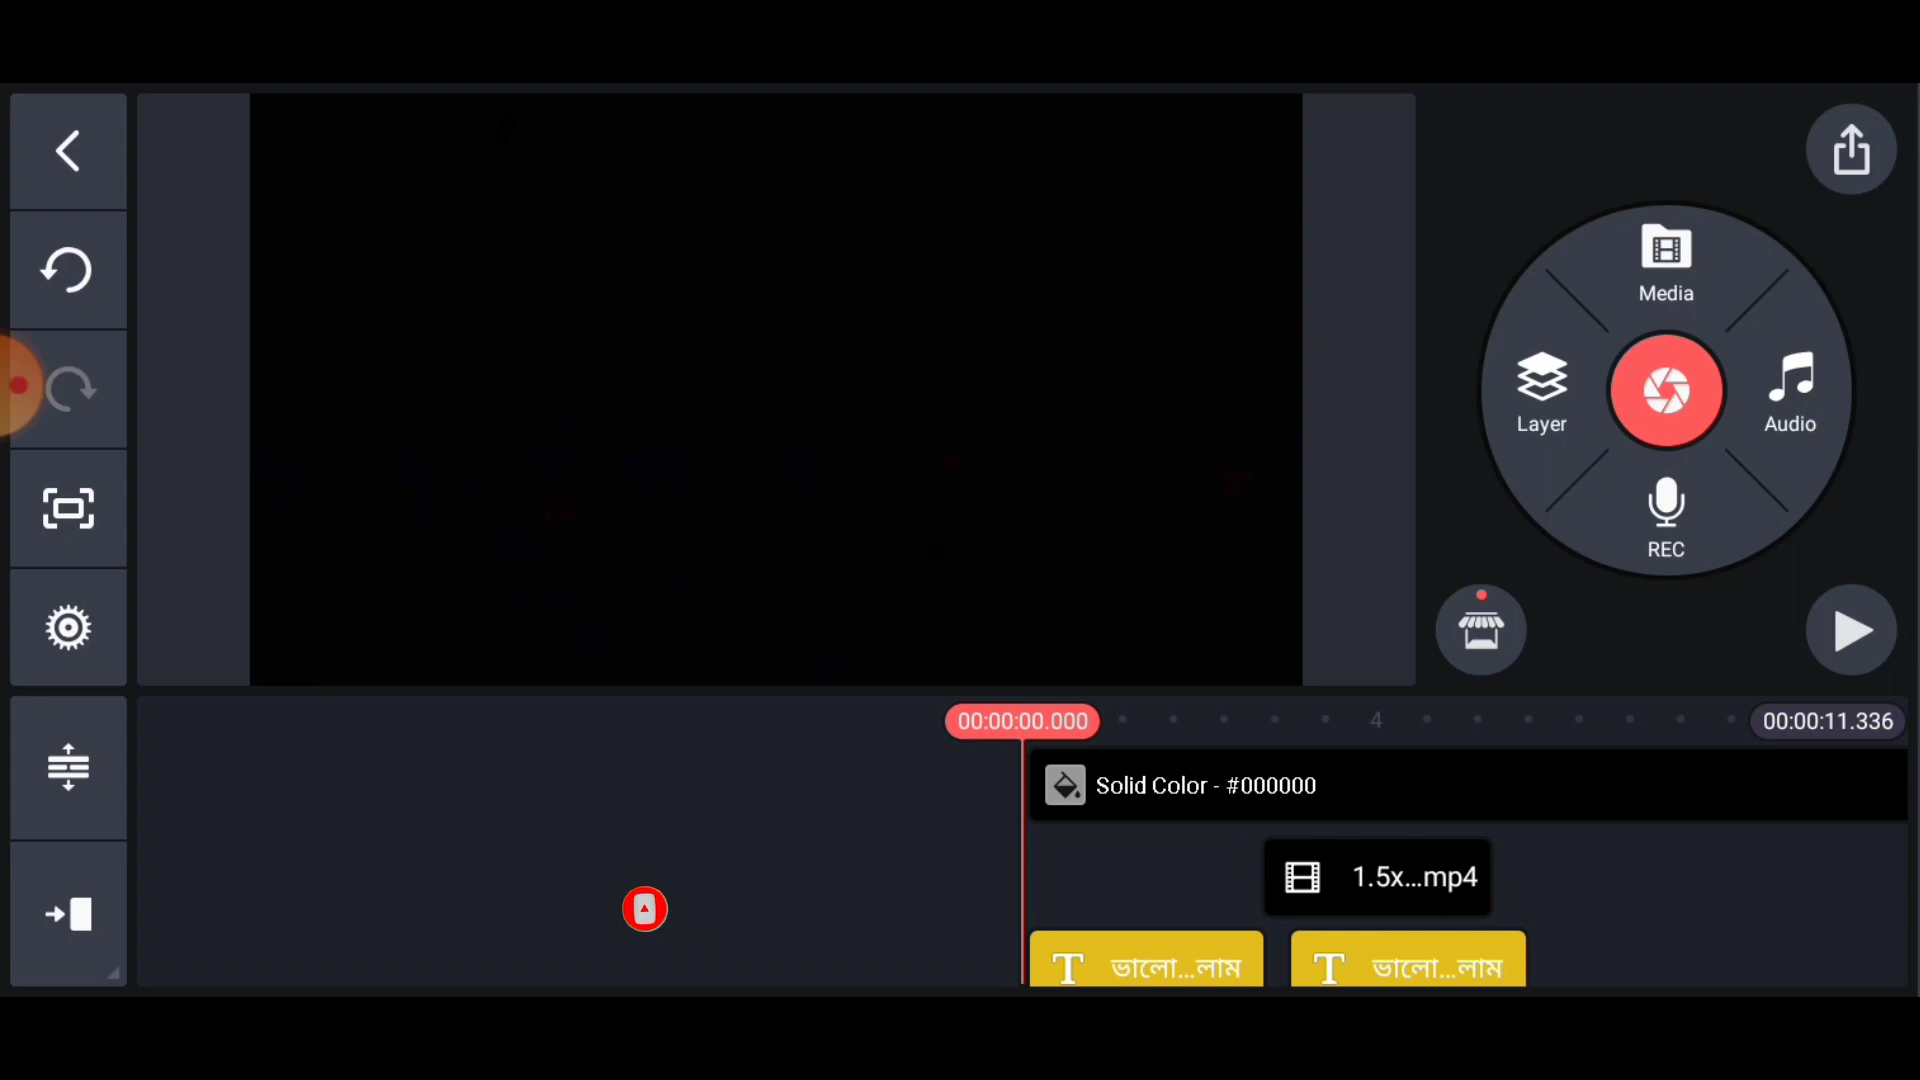 Media
Layer
Audio
REC
00:00:00.000
4
00:00:11.336
Solid Color - #000000
1.5x...mp4
T ভালো...লাম
T ভালো...লাম